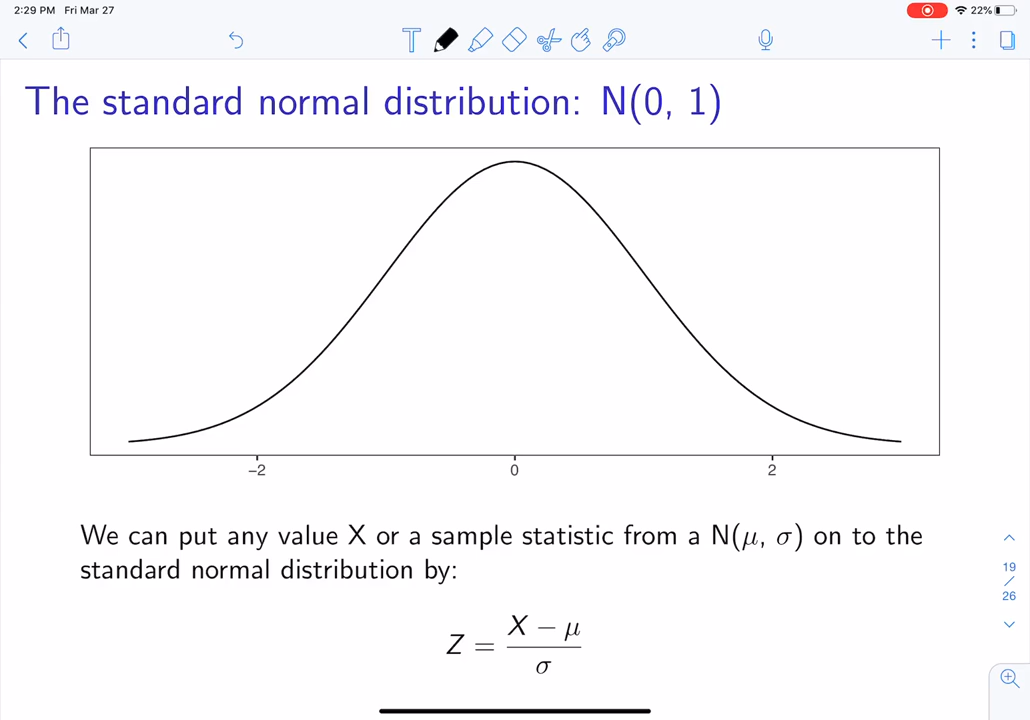 2:29 PM Fri Mar 27
22%
T
The standard normal distribution: N(0, 1)
−2 0 2
We can put any value X or a sample statistic from a N(μ, σ) on to the
standard normal distribution by:
Z = (X − μ) / σ
19
/
26